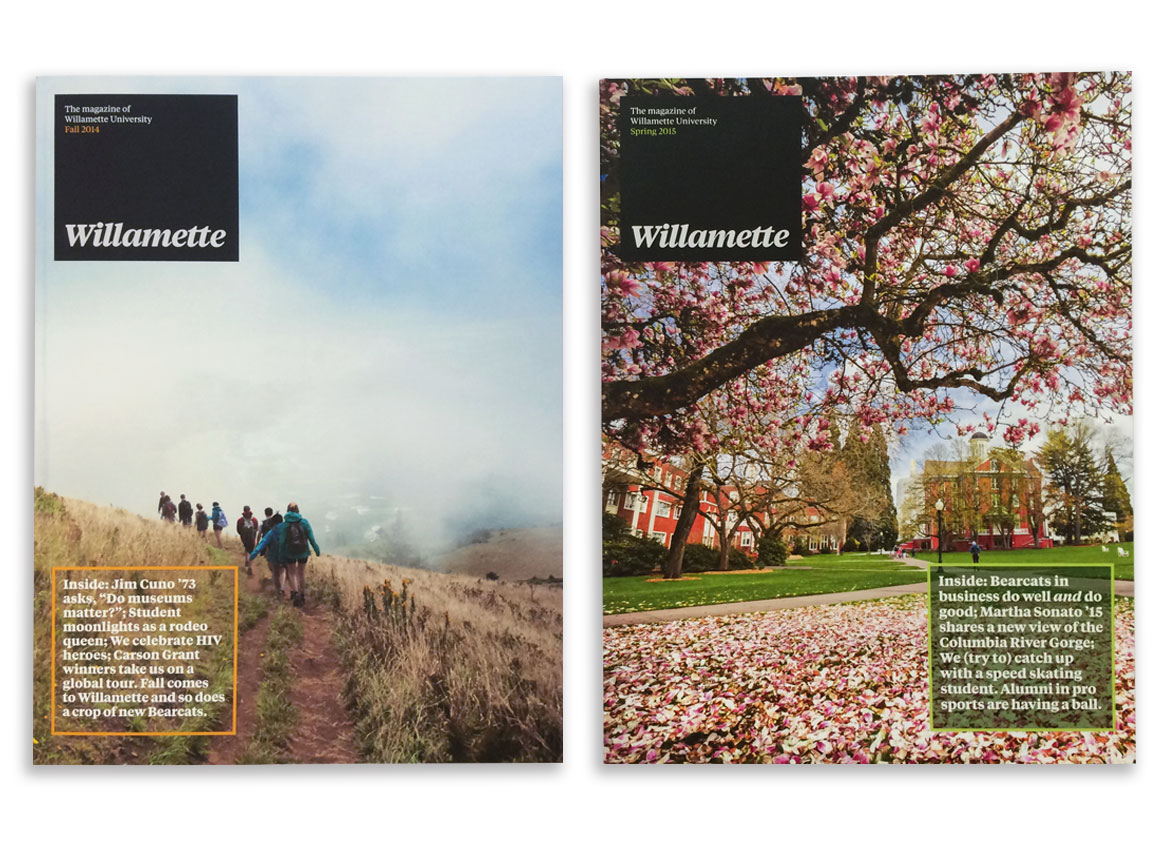 The magazine of
Willamette University
Fall 2014
Willamette
Inside: Jim Cuno ’73
asks, “Do museums
matter?”; Student
moonlights as a rodeo
queen; We celebrate HIV
heroes; Carson Grant
winners take us on a
global tour. Fall comes
to Willamette and so does
a crop of new Bearcats.
The magazine of
Willamette University
Spring 2015
Willamette
Inside: Bearcats in
business do well and do
good; Martha Sonato ’15
shares a new view of the
Columbia River Gorge;
We (try to) catch up
with a speed skating
student. Alumni in pro
sports are having a ball.